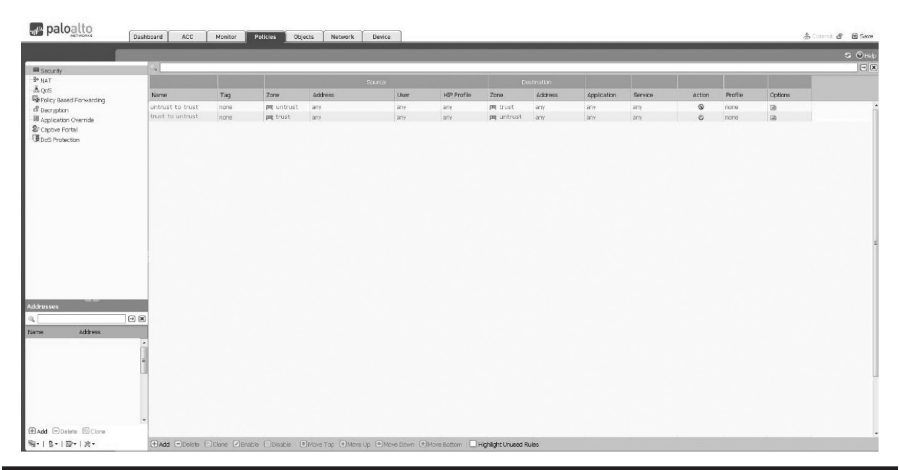 paloalto
NETWORKS
Dashboard ACC Monitor Policies Objects Network Device Commit Save
Help
Security
NAT
QoS
Policy Based Forwarding
Decryption
Application Override
Captive Portal
DoS Protection
Source Destination
Name Tag Zone Address User HIP Profile Zone Address Application Service action Profile Options
untrust to trust none untrust any any any trust any any any none
trust to untrust none trust any any any untrust any any any none
Addresses
Name Address
Add Delete Clone
Add Delete Clone Enable Disable Move Top Move Up Move Down Move Bottom Highlight Unused Rules